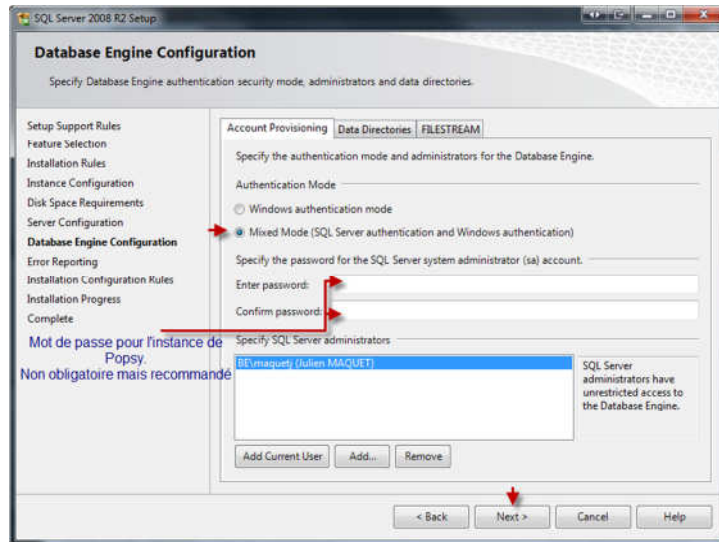 SQL Server 2008 R2 Setup
Database Engine Configuration
Specify Database Engine authentication security mode, administrators and data directories.
Setup Support Rules
Feature Selection
Installation Rules
Instance Configuration
Disk Space Requirements
Server Configuration
Database Engine Configuration
Error Reporting
Installation Configuration Rules
Installation Progress
Complete
Mot de passe pour l'instance de
Popsy.
Non obligatoire mais recommandé
Account Provisioning Data Directories FILESTREAM
Specify the authentication mode and administrators for the Database Engine.
Authentication Mode
Windows authentication mode
Mixed Mode (SQL Server authentication and Windows authentication)
Specify the password for the SQL Server system administrator (sa) account.
Enter password:
Confirm password:
Specify SQL Server administrators
BE\maquetj (Julien MAQUET)
SQL Server
administrators have
unrestricted access to
the Database Engine.
Add Current User Add... Remove
< Back Next > Cancel Help